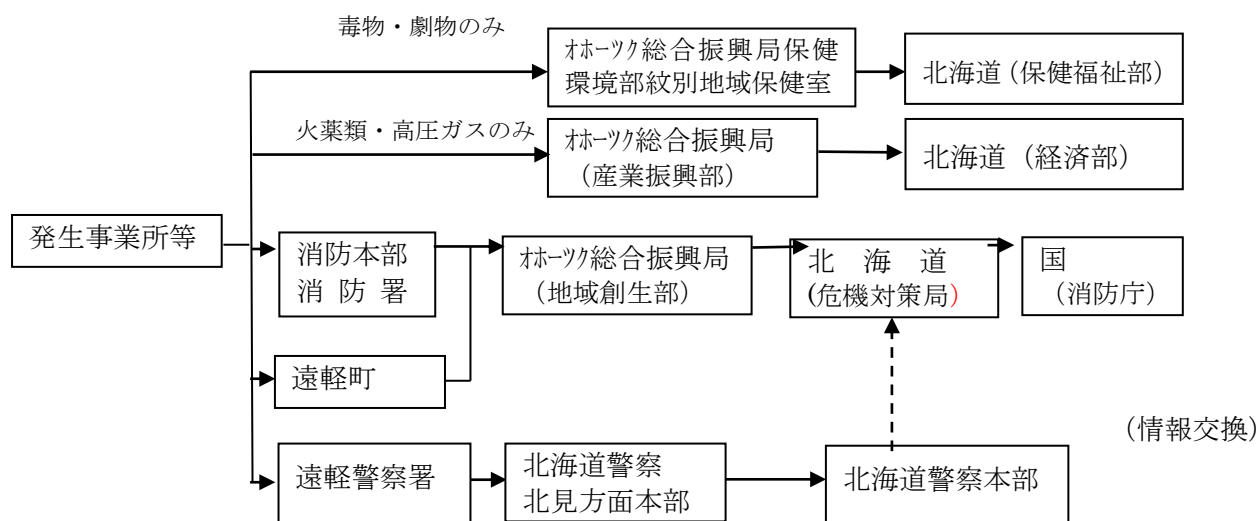 毒物・劇物のみ
ｵﾎｰﾂｸ総合振興局保健
環境部紋別地域保健室
北海道（保健福祉部）
火薬類・高圧ガスのみ
ｵﾎｰﾂｸ総合振興局
（産業振興部）
北海道（経済部）
発生事業所等
消防本部
消 防 署
ｵﾎｰﾂｸ総合振興局
（地域創生部）
北　海　道
(危機対策局）
国
（消防庁）
遠軽町
（情報交換）
遠軽警察署
北海道警察
北見方面本部
北海道警察本部